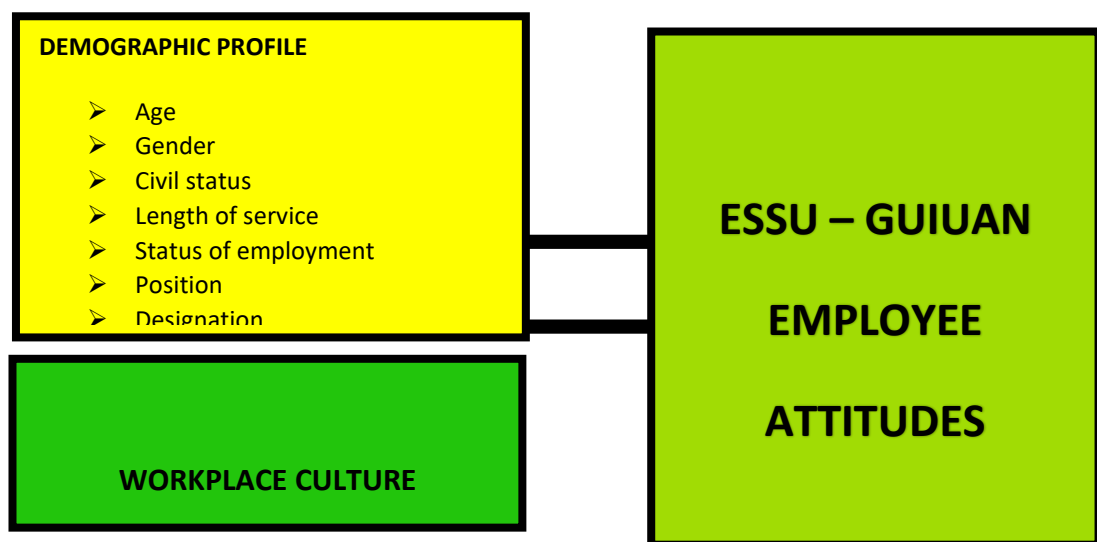 DEMOGRAPHIC PROFILE
➢ Age
➢ Gender
➢ Civil status
➢ Length of service
➢ Status of employment
➢ Position
➢ Designation
WORKPLACE CULTURE
ESSU – GUIUAN
EMPLOYEE
ATTITUDES